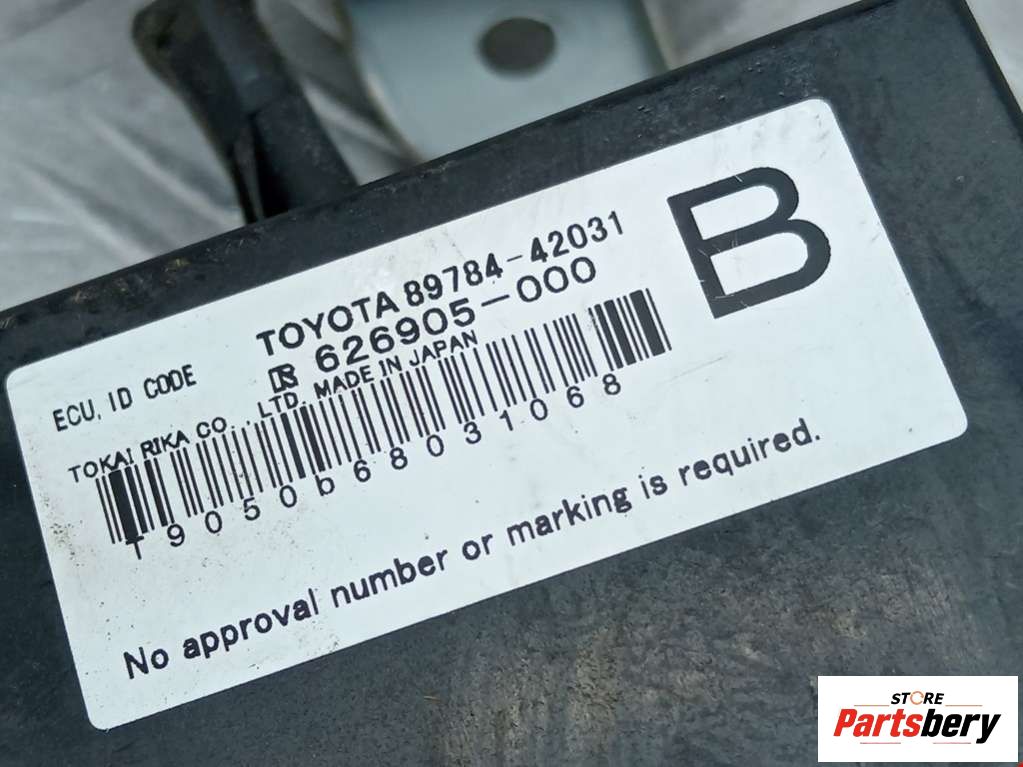 B
TOYOTA 89784-42031
626905-000
ECU, ID CODE
TOKAI RIKA CO., LTD. MADE IN JAPAN
T9050b68031068
No approval number or marking is required.
STORE
Partsbery